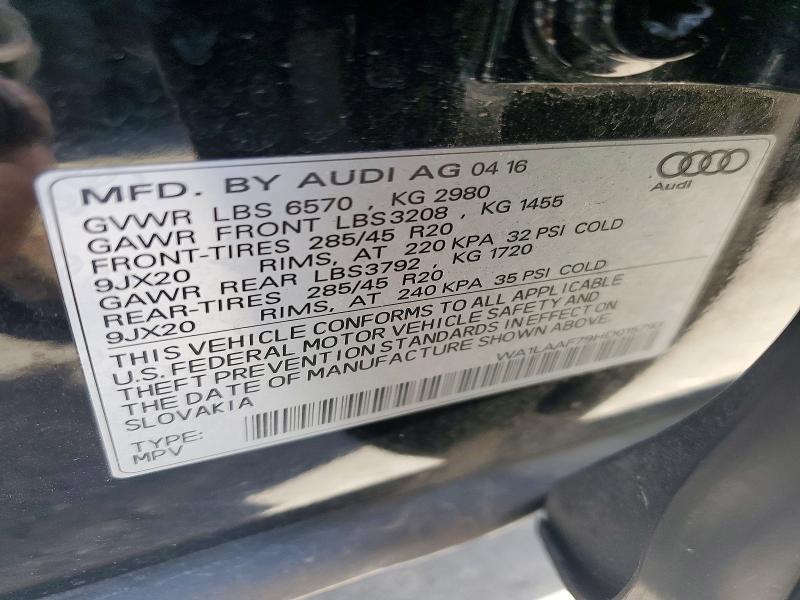 MFD. BY AUDI AG 04 16
Audi
GVWR LBS 6570 , KG 2980
GAWR FRONT LBS3208 , KG 1455
FRONT-TIRES 285/45 R20
9JX20 RIMS, AT 220 KPA 32 PSI COLD
GAWR REAR LBS3792 , KG 1720
REAR-TIRES 285/45 R20
9JX20 RIMS, AT 240 KPA 35 PSI COLD
THIS VEHICLE CONFORMS TO ALL APPLICABLE
U.S. FEDERAL MOTOR VEHICLE SAFETY AND
THEFT PREVENTION STANDARDS IN EFFECT ON
THE DATE OF MANUFACTURE SHOWN ABOVE.
SLOVAKIA
TYPE:
MPV